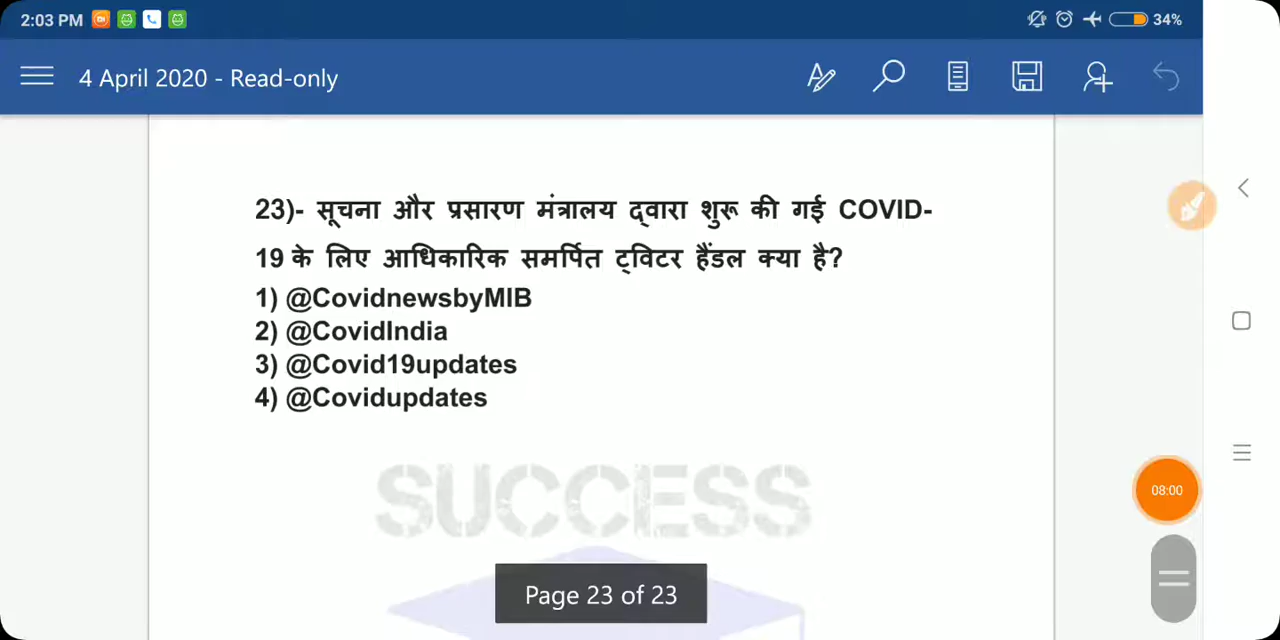 2:03 PM 34%
4 April 2020 - Read-only
23)- सूचना और प्रसारण मंत्रालय द्वारा शुरू की गई COVID-
19 के लिए आधिकारिक समर्पित ट्विटर हैंडल क्या है?
1) @CovidnewsbyMIB
2) @CovidIndia
3) @Covid19updates
4) @Covidupdates
08:00
SUCCESS
Page 23 of 23